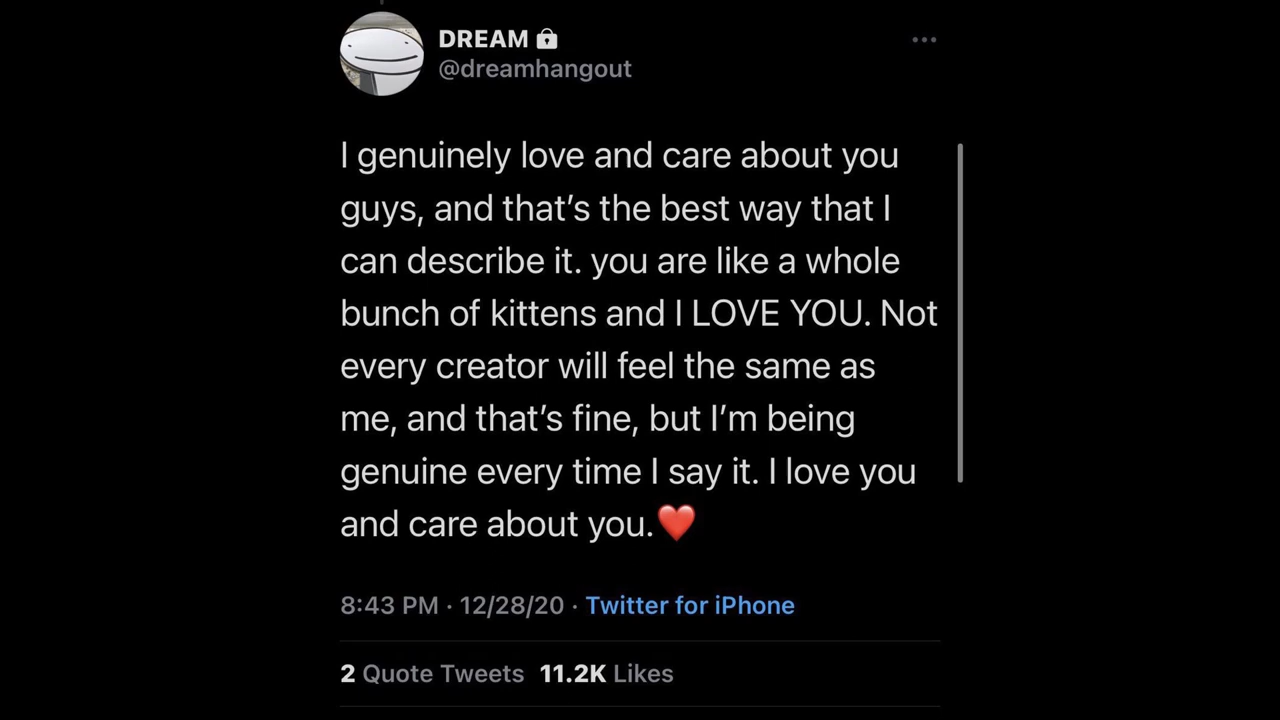 DREAM 🔒
@dreamhangout
I genuinely love and care about you
guys, and that’s the best way that I
can describe it. you are like a whole
bunch of kittens and I LOVE YOU. Not
every creator will feel the same as
me, and that’s fine, but I’m being
genuine every time I say it. I love you
and care about you.❤️
8:43 PM · 12/28/20 · Twitter for iPhone
2 Quote Tweets 11.2K Likes